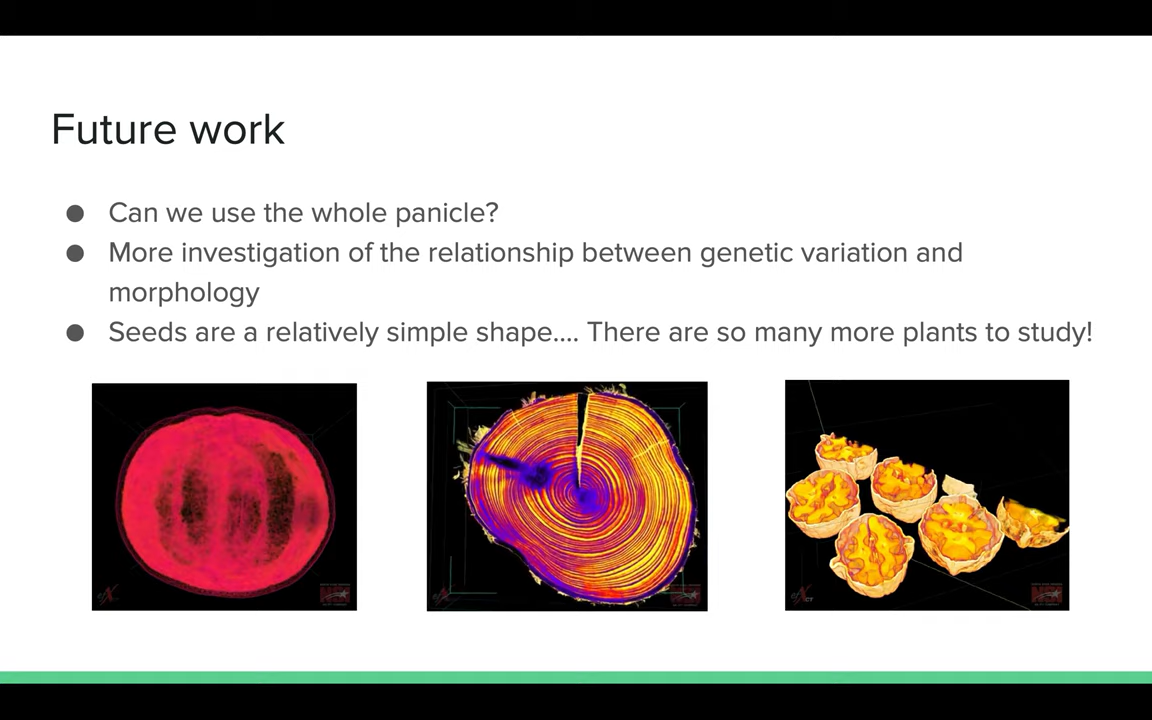 Future work
● Can we use the whole panicle?
● More investigation of the relationship between genetic variation and
morphology
● Seeds are a relatively simple shape.... There are so many more plants to study!